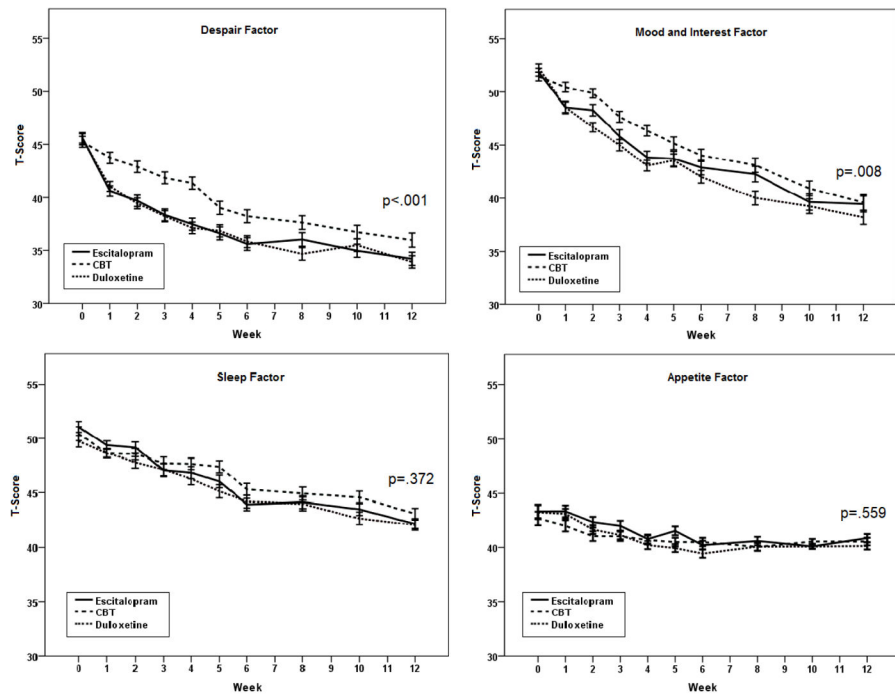 Despair Factor
55
50
45
40
35
30
T-Score
p<.001
Escitalopram
CBT
Duloxetine
0 1 2 3 4 5 6 7 8 9 10 11 12
Week
Mood and Interest Factor
55
50
45
40
35
30
T-Score
p=.008
Escitalopram
CBT
Duloxetine
0 1 2 3 4 5 6 7 8 9 10 11 12
Week
Sleep Factor
55
50
45
40
35
30
T-Score
p=.372
Escitalopram
CBT
Duloxetine
0 1 2 3 4 5 6 7 8 9 10 11 12
Week
Appetite Factor
55
50
45
40
35
30
T-Score
p=.559
Escitalopram
CBT
Duloxetine
0 1 2 3 4 5 6 7 8 9 10 11 12
Week